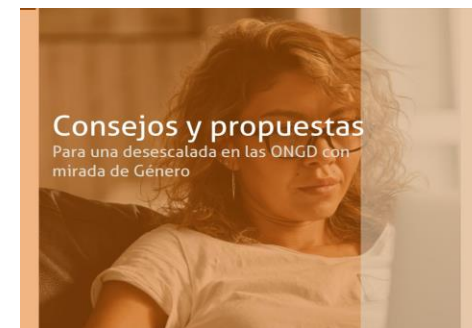 Consejos y propuestas
Para una desescalada en las ONGD con
mirada de Género